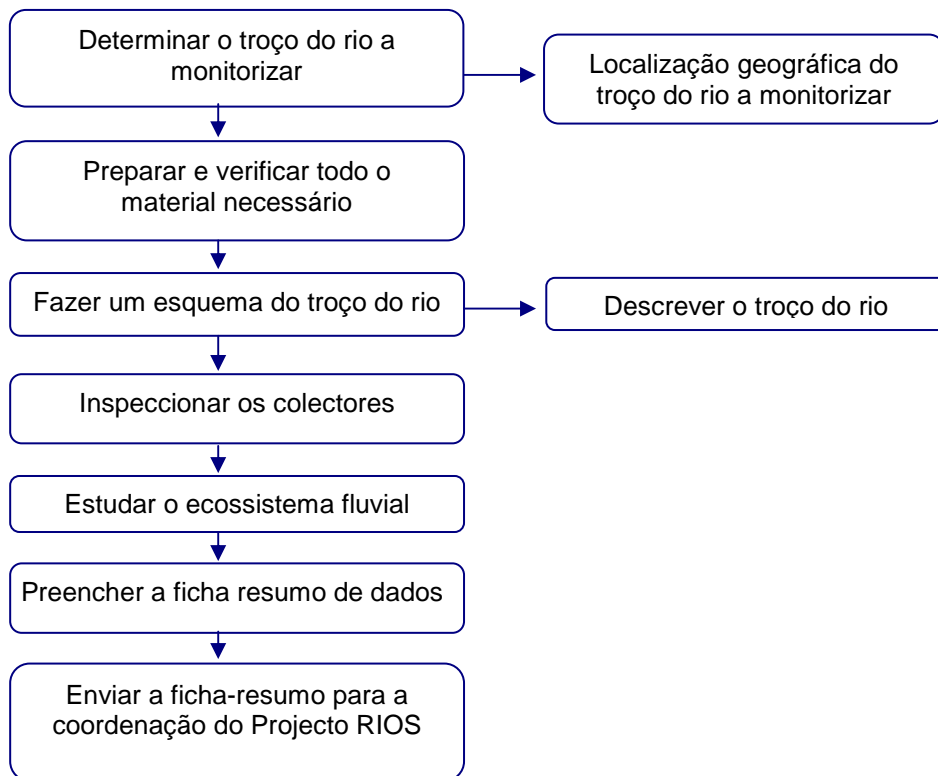 Determinar o troço do rio a
monitorizar
Localização geográfica do
troço do rio a monitorizar
Preparar e verificar todo o
material necessário
Fazer um esquema do troço do rio
Descrever o troço do rio
Inspeccionar os colectores
Estudar o ecossistema fluvial
Preencher a ficha resumo de dados
Enviar a ficha-resumo para a
coordenação do Projecto RIOS